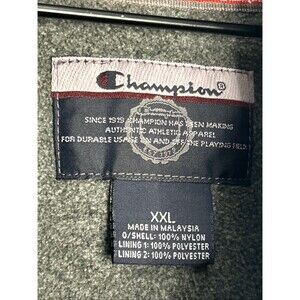 Champion®
SINCE 1919 CHAMPION HAS BEEN MAKING
AUTHENTIC ATHLETIC APPAREL
FOR DURABLE USAGE ON AND OFF THE PLAYING FIELD.
XXL
MADE IN MALAYSIA
O/SHELL: 100% NYLON
LINING 1: 100% POLYESTER
LINING 2: 100% POLYESTER